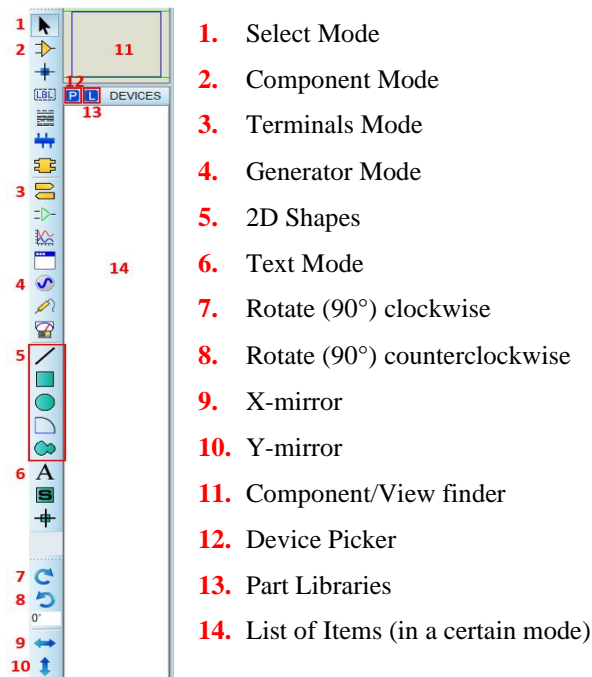 1
2
LBL
3
4
5
6
A
S
7
8
0°
9
10
11
12
P L DEVICES
13
14
1. Select Mode
2. Component Mode
3. Terminals Mode
4. Generator Mode
5. 2D Shapes
6. Text Mode
7. Rotate (90°) clockwise
8. Rotate (90°) counterclockwise
9. X-mirror
10. Y-mirror
11. Component/View finder
12. Device Picker
13. Part Libraries
14. List of Items (in a certain mode)